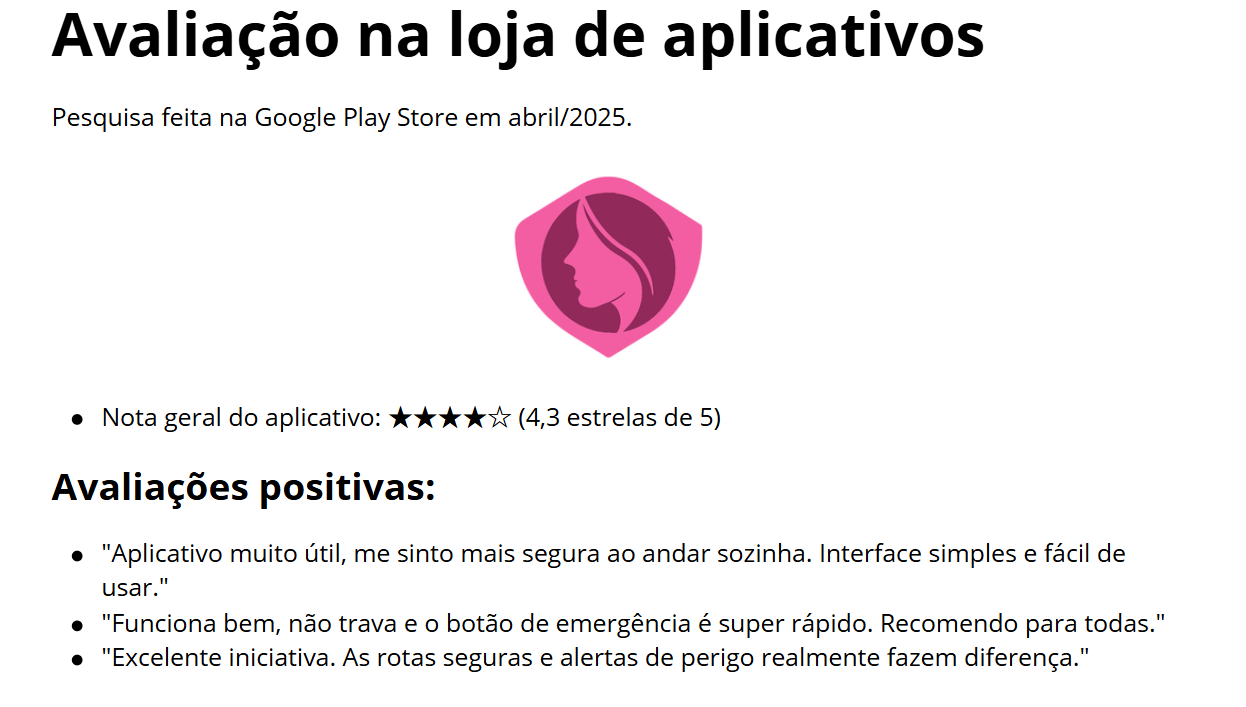 Avaliação na loja de aplicativos
Pesquisa feita na Google Play Store em abril/2025.
● Nota geral do aplicativo: ★★★★☆ (4,3 estrelas de 5)
Avaliações positivas:
● "Aplicativo muito útil, me sinto mais segura ao andar sozinha. Interface simples e fácil de
usar."
● "Funciona bem, não trava e o botão de emergência é super rápido. Recomendo para todas."
● "Excelente iniciativa. As rotas seguras e alertas de perigo realmente fazem diferença."